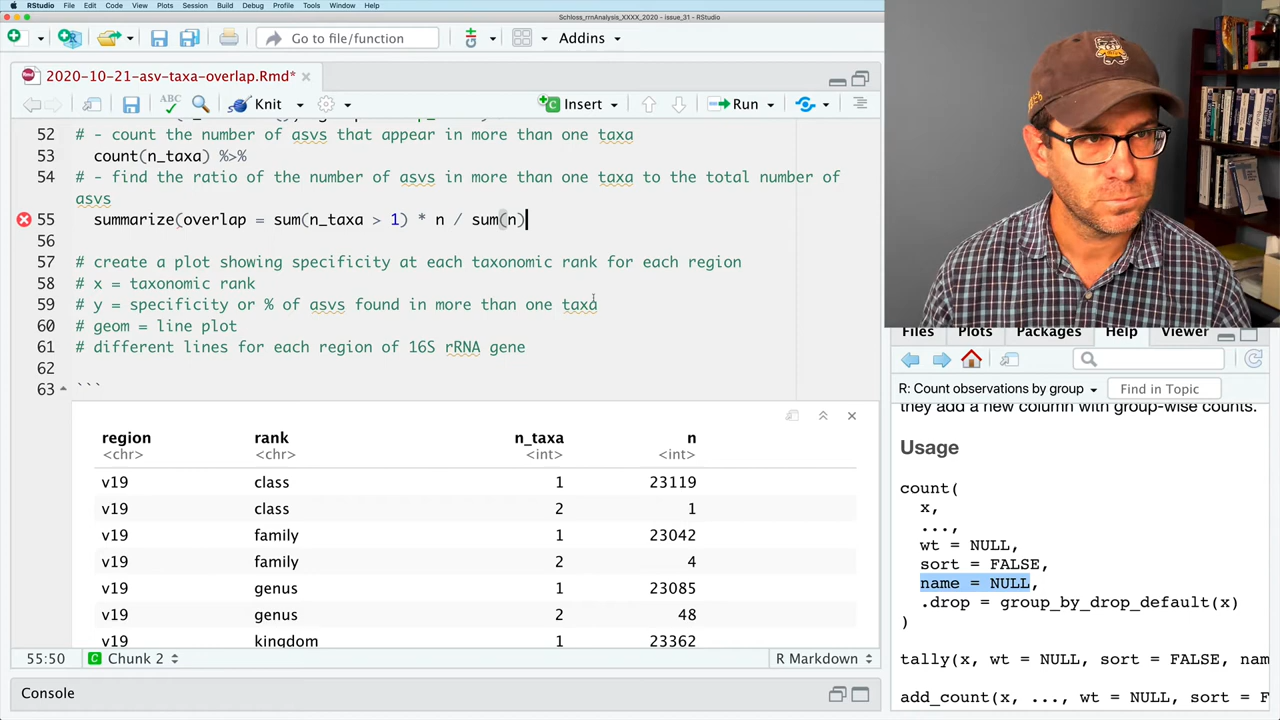 RStudio File Edit Code View Plots Session Build Debug Profile Tools Window Help
Schloss_rrnAnalysis_XXXX_2020 - issue_31 - RStudio
Go to file/function Addins
2020-10-21-asv-taxa-overlap.Rmd*
ABC Knit Insert Run
52 # - count the number of asvs that appear in more than one taxa
53 count(n_taxa) %>%
54 # - find the ratio of the number of asvs in more than one taxa to the total number of
asvs
55 summarize(overlap = sum(n_taxa > 1) * n / sum(n)
56
57 # create a plot showing specificity at each taxonomic rank for each region
58 # x = taxonomic rank
59 # y = specificity or % of asvs found in more than one taxa
60 # geom = line plot
61 # different lines for each region of 16S rRNA gene
62
63 ```
region rank n_taxa n
<chr> <chr> <int> <int>
v19 class 1 23119
v19 class 2 1
v19 family 1 23042
v19 family 2 4
v19 genus 1 23085
v19 genus 2 48
v19 kingdom 1 23362
55:50 Chunk 2 R Markdown
Console
Files Plots Packages Help Viewer
R: Count observations by group Find in Topic
they add a new column with group-wise counts.
Usage
count(
x,
...,
wt = NULL,
sort = FALSE,
name = NULL,
.drop = group_by_drop_default(x)
)
tally(x, wt = NULL, sort = FALSE, nam
add_count(x, ..., wt = NULL, sort = F